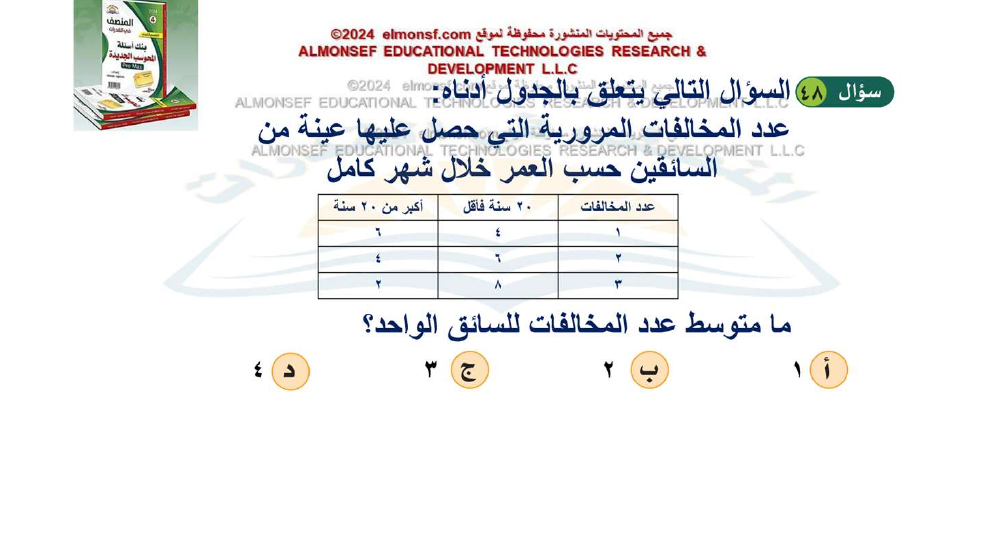 جميع المحتويات المنشورة محفوظة لموقع elmonsf.com ©2024
ALMONSEF EDUCATIONAL TECHNOLOGIES RESEARCH &
DEVELOPMENT L.L.C
المنصف
في القدرات
بنك أسئلة
المحوسب الجديدة
سؤال ٤٨
السؤال التالي يتعلق بالجدول أدناه:
ALMONSEF EDUCATIONAL TECHNOLOGIES RESEARCH & DEVELOPMENT L.L.C
عدد المخالفات المرورية التي حصل عليها عينة من
ALMONSEF EDUCATIONAL TECHNOLOGIES RESEARCH & DEVELOPMENT L.L.C
السائقين حسب العمر خلال شهر كامل
عدد المخالفات ٢٠ سنة فأقل أكبر من ٢٠ سنة
١ ٤ ٦
٢ ٦ ٤
٣ ٨ ٢
ما متوسط عدد المخالفات للسائق الواحد؟
أ ١ ب ٢ ج ٣ د ٤